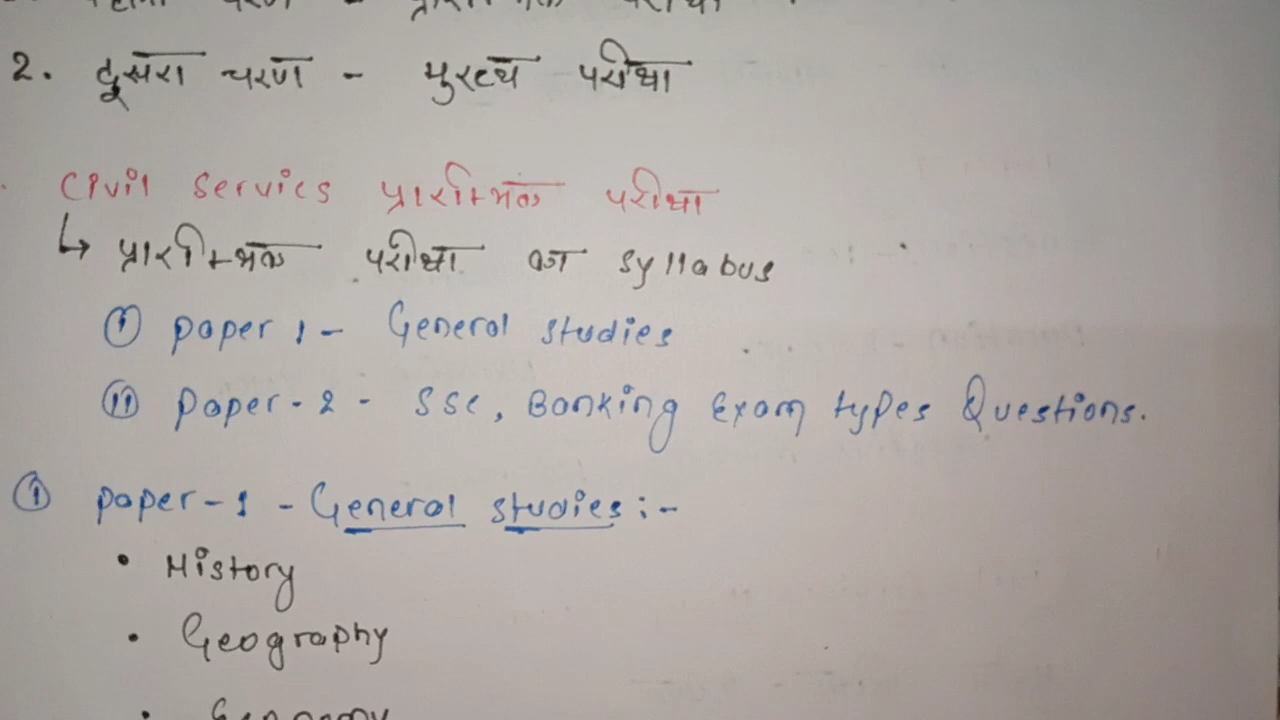 2. दूसरा चरण - मुख्य परीक्षा
Civil Servics प्रारम्भिक परीक्षा
↳ प्रारम्भिक परीक्षा का syllabus
(i) paper 1 - General studies
(ii) paper - 2 - SSC, Banking Exam types Questions.
(i) paper - 1 - General studies :-
• History
• Geography